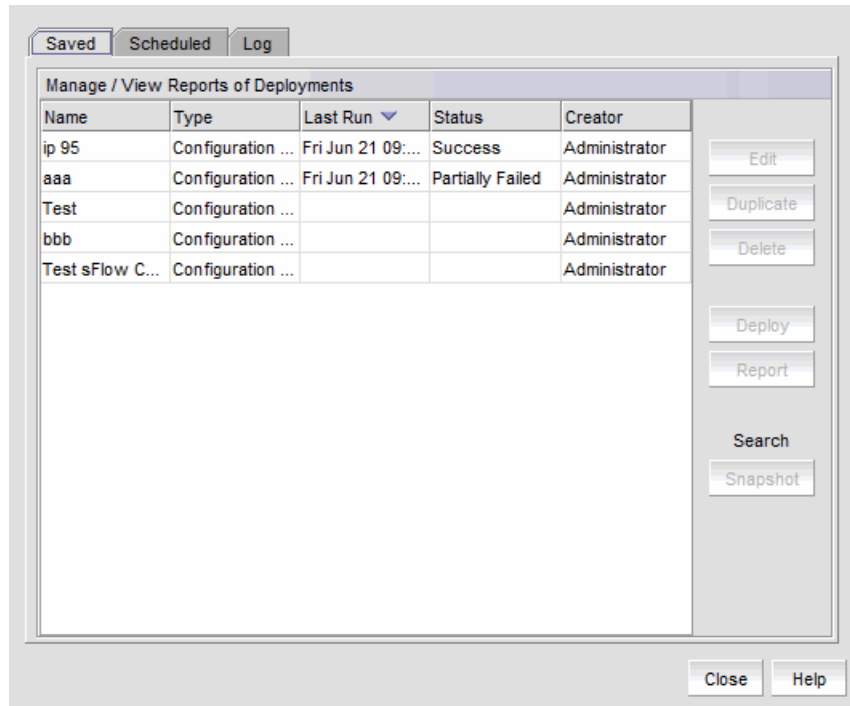 Saved Scheduled Log
Manage / View Reports of Deployments
Name Type Last Run Status Creator
ip 95 Configuration ... Fri Jun 21 09:... Success Administrator
aaa Configuration ... Fri Jun 21 09:... Partially Failed Administrator
Test Configuration ... Administrator
bbb Configuration ... Administrator
Test sFlow C... Configuration ... Administrator
Edit
Duplicate
Delete
Deploy
Report
Search
Snapshot
Close Help